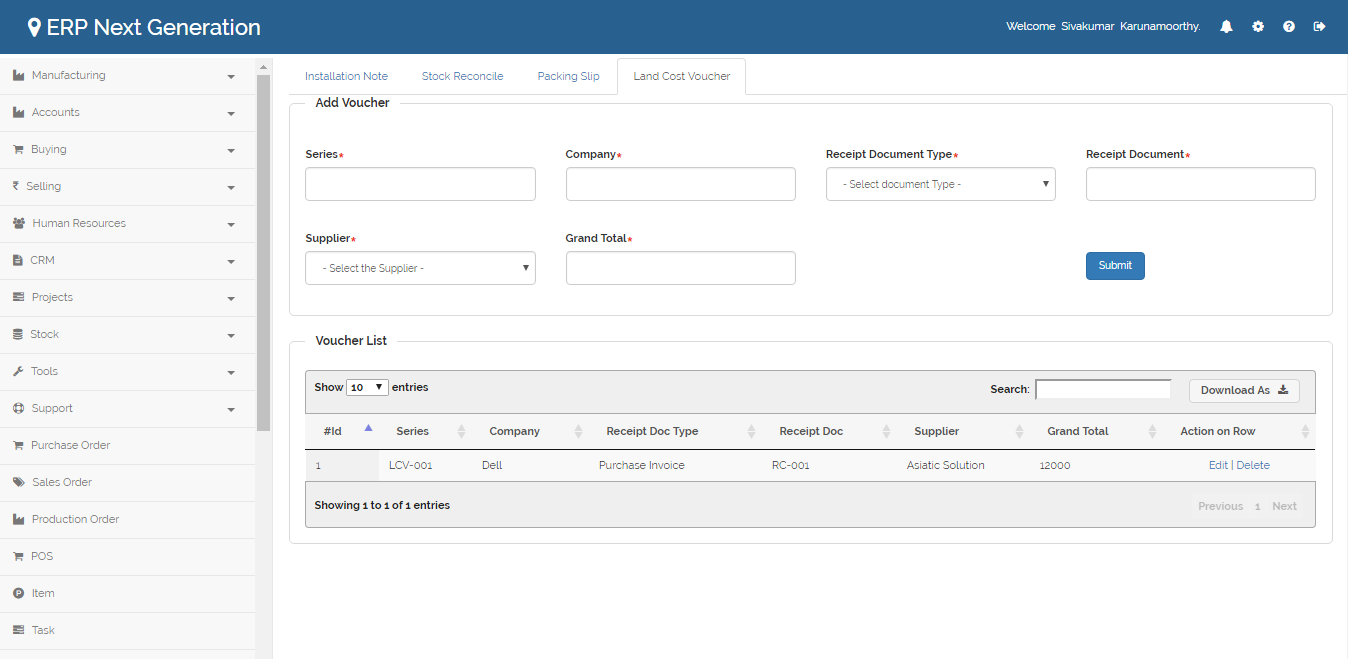 ERP Next Generation
Welcome Sivakumar Karunamoorthy.
Manufacturing
Accounts
Buying
Selling
Human Resources
CRM
Projects
Stock
Tools
Support
Purchase Order
Sales Order
Production Order
POS
Item
Task
Installation Note Stock Reconcile Packing Slip Land Cost Voucher
Add Voucher
Series* Company* Receipt Document Type* Receipt Document*
- Select document Type -
Supplier* Grand Total*
- Select the Supplier -
Submit
Voucher List
Show 10 entries Search: Download As
#Id Series Company Receipt Doc Type Receipt Doc Supplier Grand Total Action on Row
1 LCV-001 Dell Purchase Invoice RC-001 Asiatic Solution 12000 Edit | Delete
Showing 1 to 1 of 1 entries Previous 1 Next